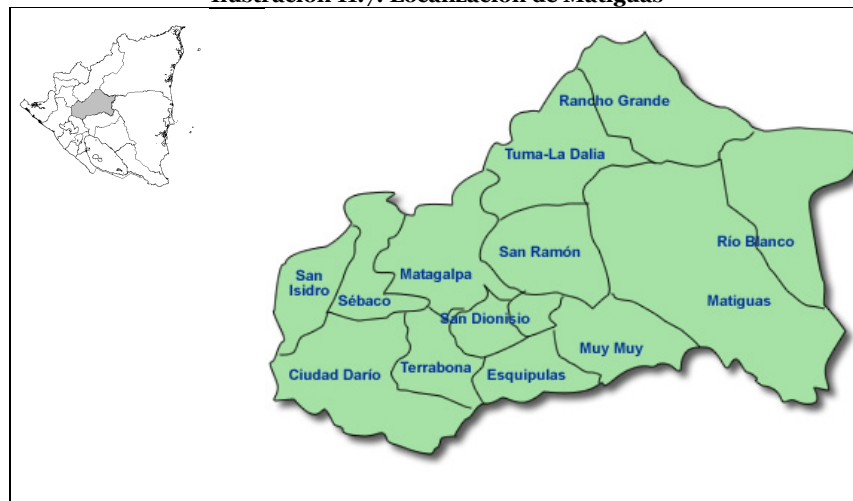 Ilustración II.7. Localización de Matiguas
Rancho Grande
Tuma-La Dalia
Río Blanco
San Ramón
Matagalpa
San
Isidro
Sébaco
Matiguas
San Dionisio
Muy Muy
Terrabona
Ciudad Darío
Esquipulas